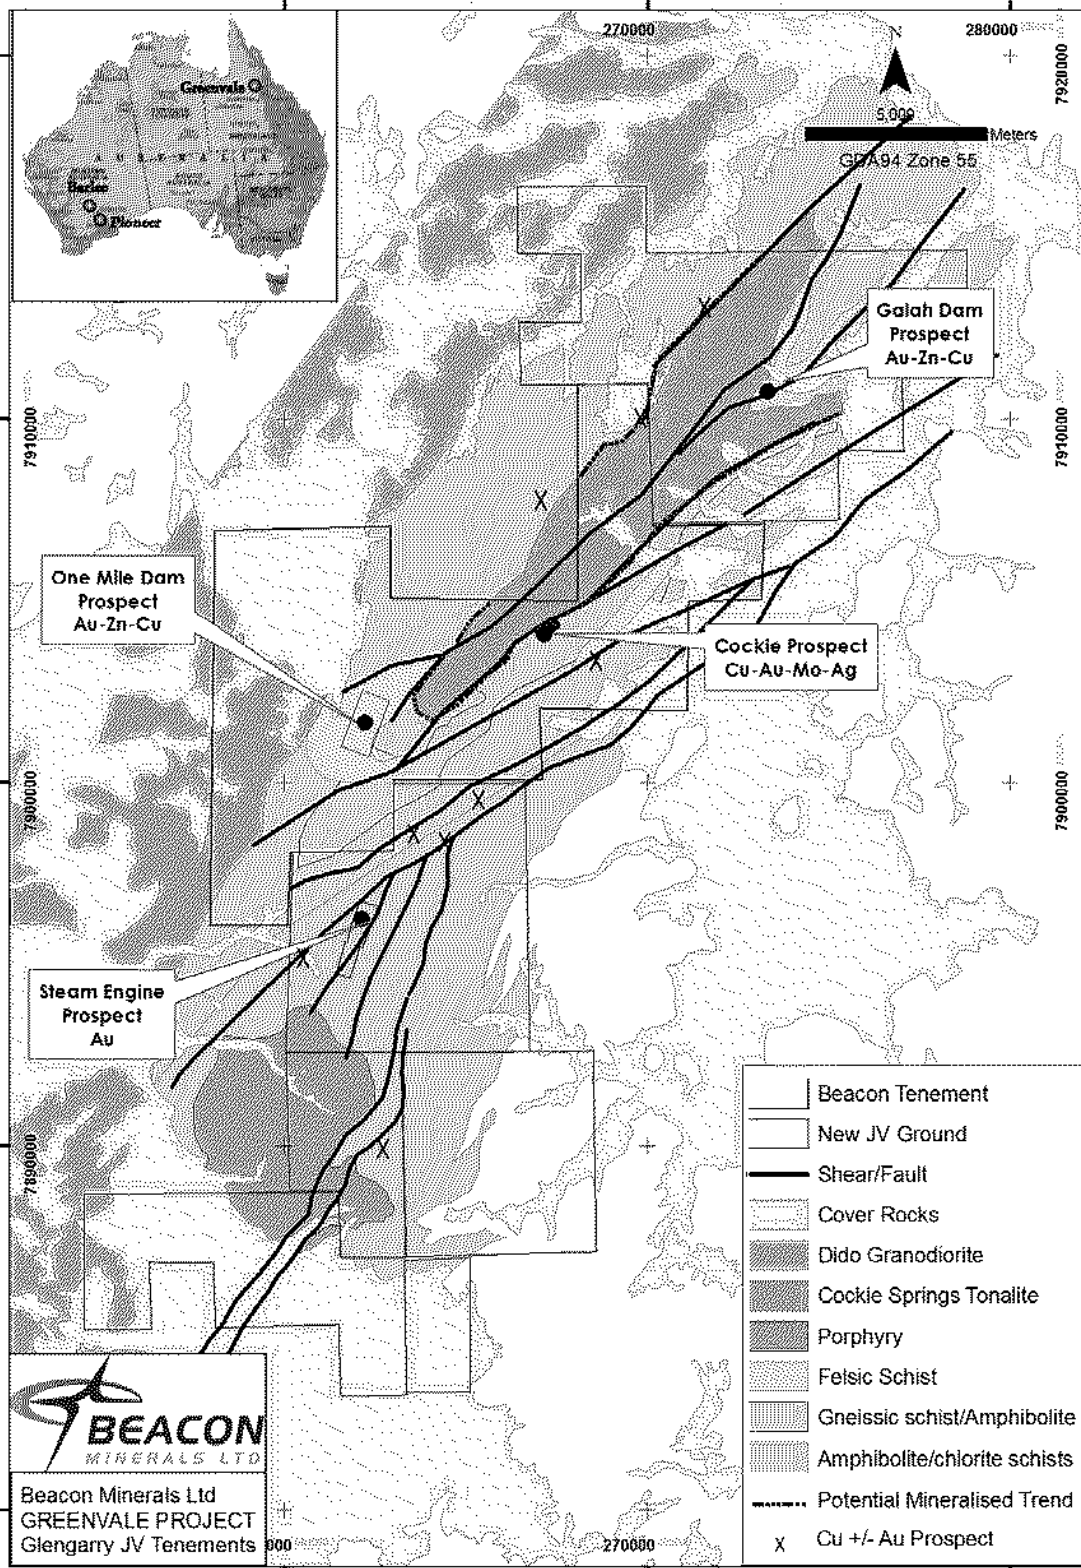 270000
280000
7920000
7920000
N
5,000
Meters
GDA94 Zone 55
Greenvale
AUSTRALIA
Barlee
Pioneer
Galah Dam
Prospect
Au-Zn-Cu
7910000
7910000
One Mile Dam
Prospect
Au-Zn-Cu
Cockie Prospect
Cu-Au-Mo-Ag
7900000
7900000
Steam Engine
Prospect
Au
7890000
Beacon Tenement
New JV Ground
Shear/Fault
Cover Rocks
Dido Granodiorite
Cockie Springs Tonalite
Porphyry
Felsic Schist
Gneissic schist/Amphibolite
Amphibolite/chlorite schists
Potential Mineralised Trend
X Cu +/- Au Prospect
BEACON
MINERALS LTD
Beacon Minerals Ltd
GREENVALE PROJECT
Glengarry JV Tenements
0000
270000